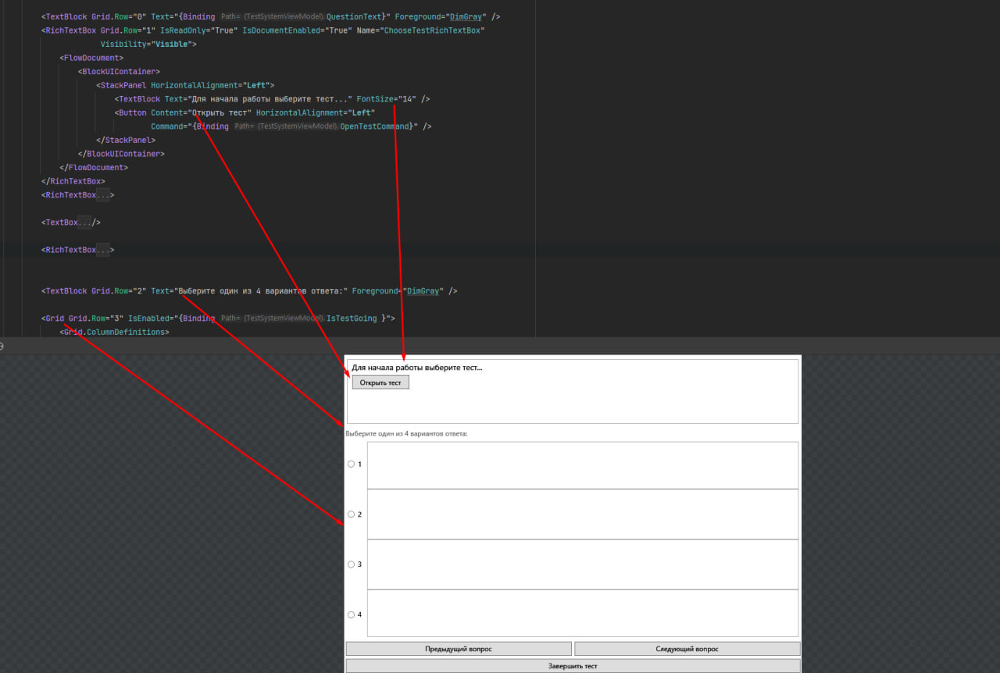 <TextBlock Grid.Row="0" Text="{Binding Path= (TestSystemViewModel).QuestionText}" Foreground="DimGray" />
<RichTextBox Grid.Row="1" IsReadOnly="True" IsDocumentEnabled="True" Name="ChooseTestRichTextBox"
Visibility="Visible">
<FlowDocument>
<BlockUIContainer>
<StackPanel HorizontalAlignment="Left">
<TextBlock Text="Для начала работы выберите тест..." FontSize="14" />
<Button Content="Открыть тест" HorizontalAlignment="Left"
Command="{Binding Path= (TestSystemViewModel).OpenTestCommand}" />
</StackPanel>
</BlockUIContainer>
</FlowDocument>
</RichTextBox>
<RichTextBox...>
<TextBox.../>
<RichTextBox...>
<TextBlock Grid.Row="2" Text="Выберите один из 4 вариантов ответа:" Foreground="DimGray" />
<Grid Grid.Row="3" IsEnabled="{Binding Path= (TestSystemViewModel).IsTestGoing }">
<Grid.ColumnDefinitions>
Для начала работы выберите тест...
Открыть тест
Выберите один из 4 вариантов ответа:
1
2
3
4
Предыдущий вопрос Следующий вопрос
Завершить тест